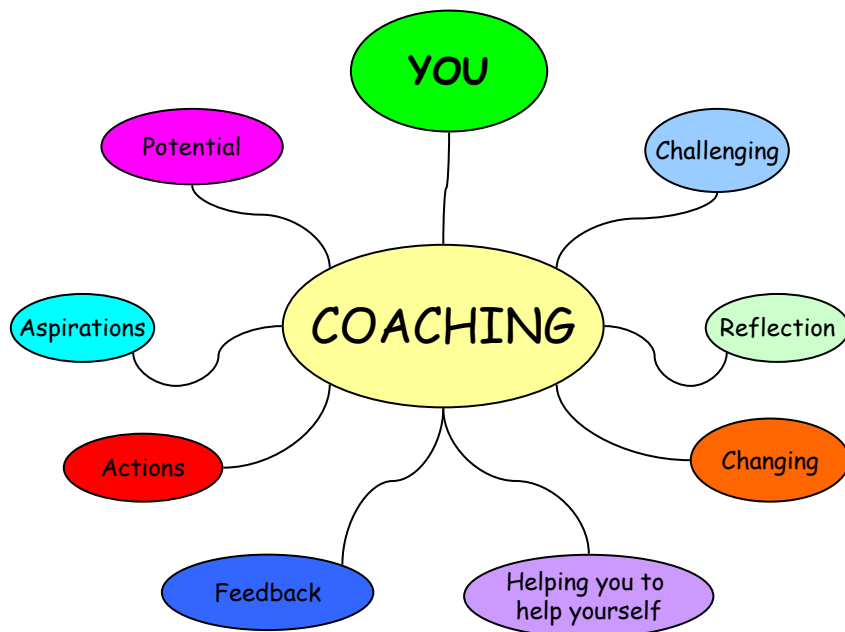 YOU
Potential
Challenging
COACHING
Aspirations
Reflection
Actions
Changing
Feedback
Helping you to
help yourself